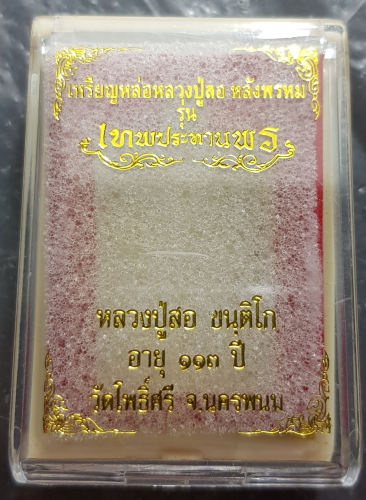 เหรียญหล่อหลวงปู่สอ หลังพรหม
รุ่น
เทพประทานพร
หลวงปู่สอ ขนฺติโก
อายุ ๑๑๓ ปี
วัดโพธิ์ศรี จ.นครพนม